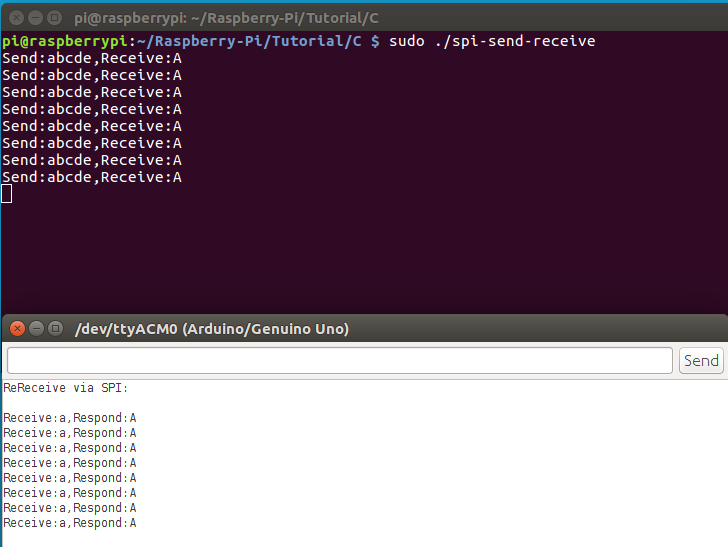 pi@raspberrypi: ~/Raspberry-Pi/Tutorial/C
pi@raspberrypi:~/Raspberry-Pi/Tutorial/C $ sudo ./spi-send-receive
Send:abcde,Receive:A
Send:abcde,Receive:A
Send:abcde,Receive:A
Send:abcde,Receive:A
Send:abcde,Receive:A
Send:abcde,Receive:A
Send:abcde,Receive:A
Send:abcde,Receive:A
/dev/ttyACM0 (Arduino/Genuino Uno)
Send
ReReceive via SPI:
Receive:a,Respond:A
Receive:a,Respond:A
Receive:a,Respond:A
Receive:a,Respond:A
Receive:a,Respond:A
Receive:a,Respond:A
Receive:a,Respond:A
Receive:a,Respond:A